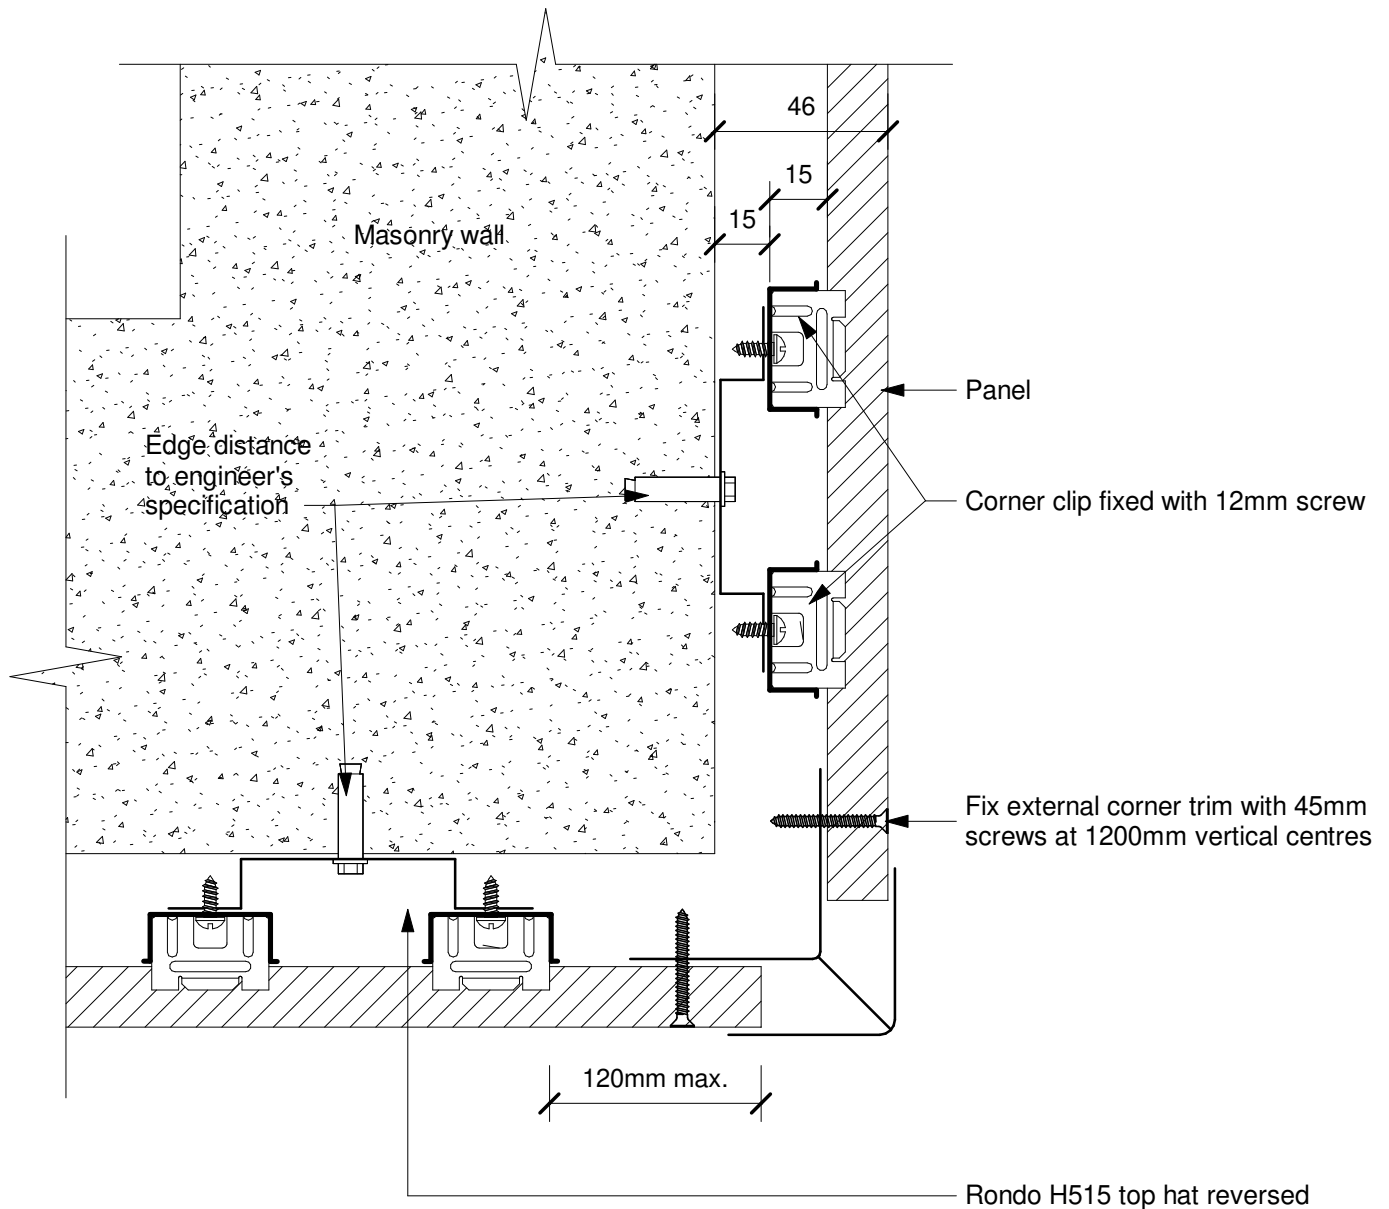 46
15
15
Masonry wall
Panel
Edge distance
to engineer's
specification
Corner clip fixed with 12mm screw
Fix external corner trim with 45mm
screws at 1200mm vertical centres
120mm max.
Rondo H515 top hat reversed